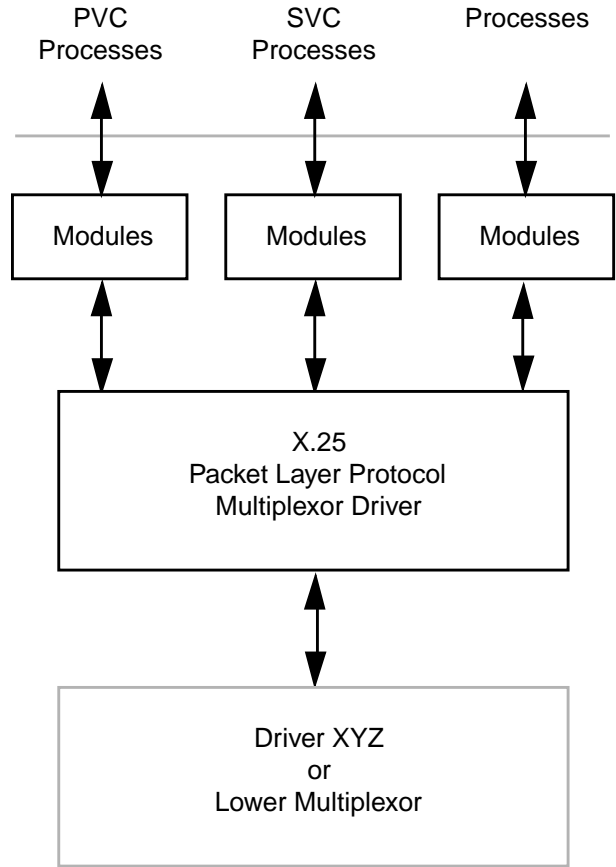 PVC
Processes
SVC
Processes
Processes
Modules
Modules
Modules
X.25
Packet Layer Protocol
Multiplexor Driver
Driver XYZ
or
Lower Multiplexor